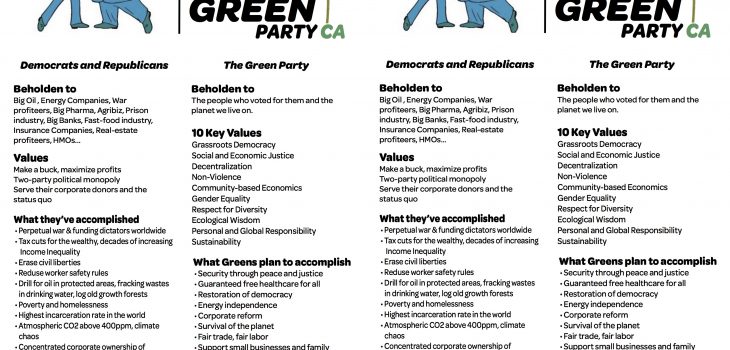 GREEN
PARTY CA
Democrats and Republicans
Beholden to
Big Oil , Energy Companies, War
profiteers, Big Pharma, Agribiz, Prison
industry, Big Banks, Fast-food industry,
Insurance Companies, Real-estate
profiteers, HMOs...
Values
Make a buck, maximize profits
Two-party political monopoly
Serve their corporate donors and the
status quo
What they've accomplished
• Perpetual war & funding dictators worldwide
• Tax cuts for the wealthy, decades of increasing
Income Inequality
• Erase civil liberties
• Reduse worker safety rules
• Drill for oil in protected areas, fracking wastes
in drinking water, log old growth forests
• Poverty and homelessness
• Highest incarceration rate in the world
• Atmospheric CO2 above 400ppm, climate
chaos
• Concentrated corporate ownership of
The Green Party
Beholden to
The people who voted for them and the
planet we live on.
10 Key Values
Grassroots Democracy
Social and Economic Justice
Decentralization
Non-Violence
Community-based Economics
Gender Equality
Respect for Diversity
Ecological Wisdom
Personal and Global Responsibility
Sustainability
What Greens plan to accomplish
• Security through peace and justice
• Guaranteed free healthcare for all
• Restoration of democracy
• Energy independence
• Corporate reform
• Survival of the planet
• Fair trade, fair labor
• Support small businesses and family
GREEN
PARTY CA
Democrats and Republicans
Beholden to
Big Oil , Energy Companies, War
profiteers, Big Pharma, Agribiz, Prison
industry, Big Banks, Fast-food industry,
Insurance Companies, Real-estate
profiteers, HMOs...
Values
Make a buck, maximize profits
Two-party political monopoly
Serve their corporate donors and the
status quo
What they've accomplished
• Perpetual war & funding dictators worldwide
• Tax cuts for the wealthy, decades of increasing
Income Inequality
• Erase civil liberties
• Reduse worker safety rules
• Drill for oil in protected areas, fracking wastes
in drinking water, log old growth forests
• Poverty and homelessness
• Highest incarceration rate in the world
• Atmospheric CO2 above 400ppm, climate
chaos
• Concentrated corporate ownership of
The Green Party
Beholden to
The people who voted for them and the
planet we live on.
10 Key Values
Grassroots Democracy
Social and Economic Justice
Decentralization
Non-Violence
Community-based Economics
Gender Equality
Respect for Diversity
Ecological Wisdom
Personal and Global Responsibility
Sustainability
What Greens plan to accomplish
• Security through peace and justice
• Guaranteed free healthcare for all
• Restoration of democracy
• Energy independence
• Corporate reform
• Survival of the planet
• Fair trade, fair labor
• Support small businesses and family